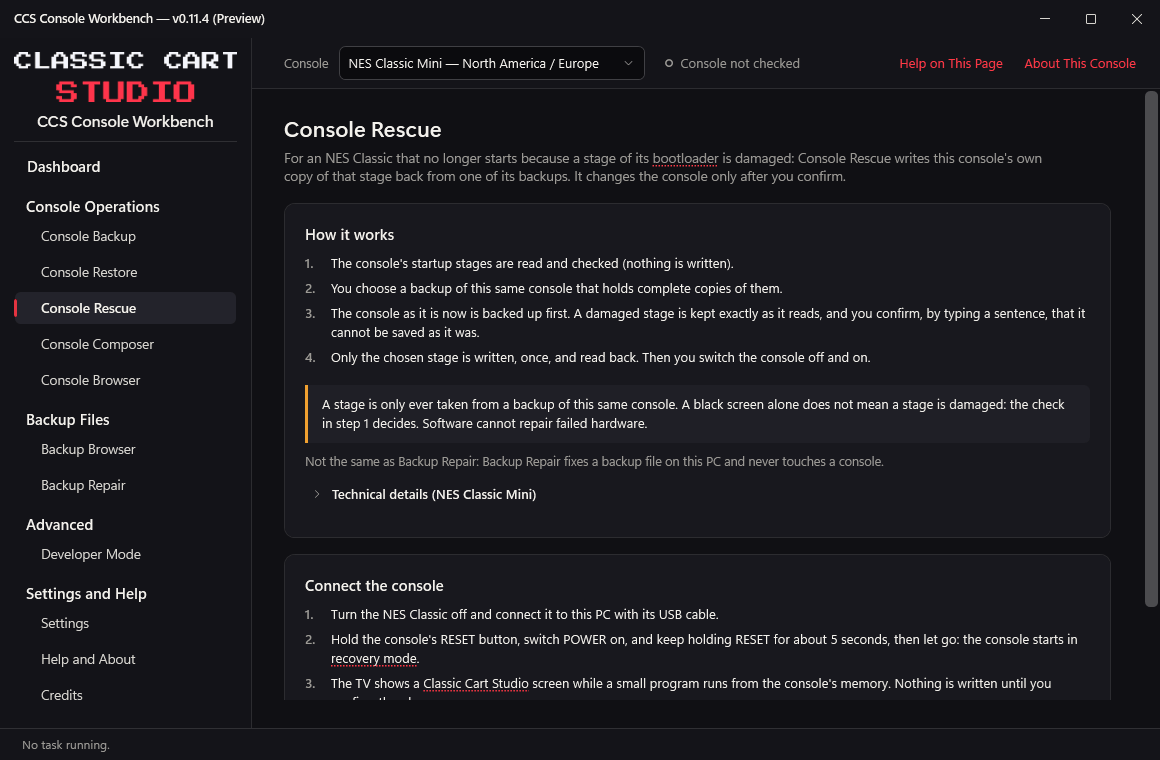 CCS Console Workbench — v0.11.4 (Preview)
CLASSIC CART
STUDIO
CCS Console Workbench
Dashboard
Console Operations
Console Backup
Console Restore
Console Rescue
Console Composer
Console Browser
Backup Files
Backup Browser
Backup Repair
Advanced
Developer Mode
Settings and Help
Settings
Help and About
Credits
Console
NES Classic Mini — North America / Europe
Console not checked
Help on This Page
About This Console
Console Rescue
For an NES Classic that no longer starts because a stage of its bootloader is damaged: Console Rescue writes this console's own
copy of that stage back from one of its backups. It changes the console only after you confirm.
How it works
1. The console's startup stages are read and checked (nothing is written).
2. You choose a backup of this same console that holds complete copies of them.
3. The console as it is now is backed up first. A damaged stage is kept exactly as it reads, and you confirm, by typing a sentence, that it
cannot be saved as it was.
4. Only the chosen stage is written, once, and read back. Then you switch the console off and on.
A stage is only ever taken from a backup of this same console. A black screen alone does not mean a stage is damaged: the check
in step 1 decides. Software cannot repair failed hardware.
Not the same as Backup Repair: Backup Repair fixes a backup file on this PC and never touches a console.
Technical details (NES Classic Mini)
Connect the console
1. Turn the NES Classic off and connect it to this PC with its USB cable.
2. Hold the console's RESET button, switch POWER on, and keep holding RESET for about 5 seconds, then let go: the console starts in
recovery mode.
3. The TV shows a Classic Cart Studio screen while a small program runs from the console's memory. Nothing is written until you
No task running.